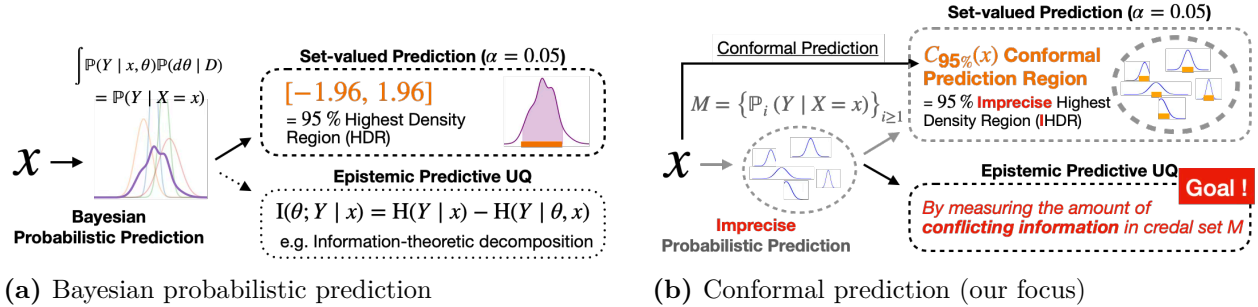 ∫ ℙ(Y | x, θ)ℙ(dθ | D)
= ℙ(Y | X = x)
x
Bayesian
Probabilistic Prediction
Set-valued Prediction (α = 0.05)
[−1.96, 1.96]
= 95 % Highest Density
Region (HDR)
Epistemic Predictive UQ
I(θ; Y | x) = H(Y | x) − H(Y | θ, x)
e.g. Information-theoretic decomposition
(a) Bayesian probabilistic prediction
Conformal Prediction
x
M = {ℙᵢ (Y | X = x)}ᵢ≥₁
Imprecise
Probabilistic Prediction
Set-valued Prediction (α = 0.05)
C₉₅%(x) Conformal
Prediction Region
= 95 % Imprecise Highest
Density Region (IHDR)
Epistemic Predictive UQ
Goal !
By measuring the amount of
conflicting information in credal set M
(b) Conformal prediction (our focus)